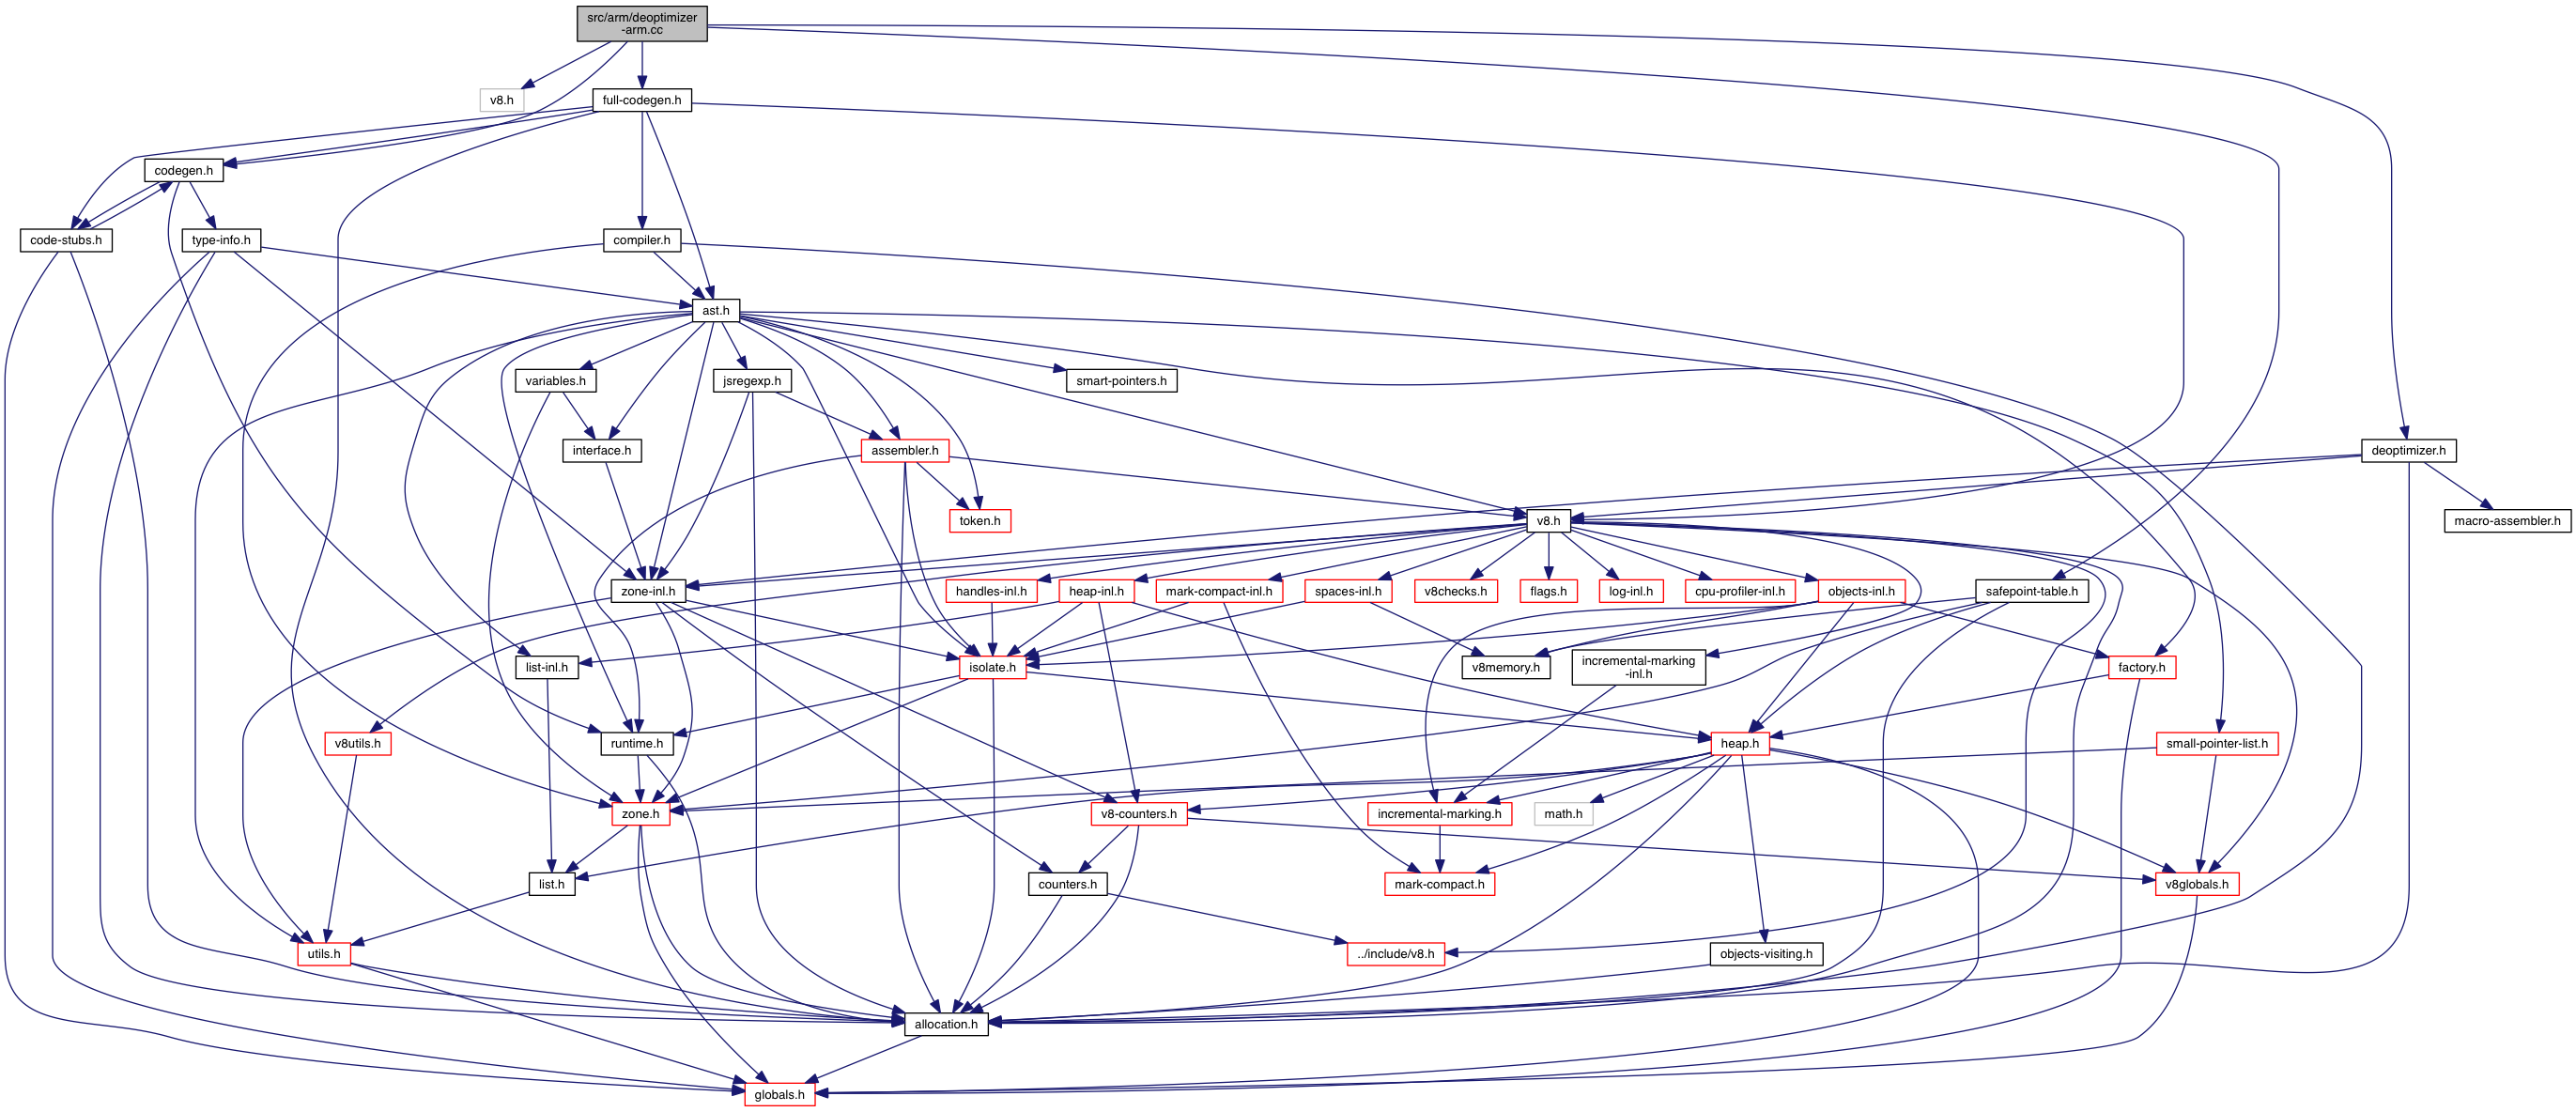 src/arm/deoptimizer
-arm.cc
v8.h
full-codegen.h
codegen.h
code-stubs.h
type-info.h
compiler.h
ast.h
variables.h
jsregexp.h
smart-pointers.h
interface.h
assembler.h
deoptimizer.h
token.h
v8.h
macro-assembler.h
zone-inl.h
handles-inl.h
heap-inl.h
mark-compact-inl.h
spaces-inl.h
v8checks.h
flags.h
log-inl.h
cpu-profiler-inl.h
objects-inl.h
safepoint-table.h
list-inl.h
isolate.h
v8memory.h
incremental-marking
-inl.h
factory.h
v8utils.h
runtime.h
heap.h
small-pointer-list.h
zone.h
v8-counters.h
incremental-marking.h
math.h
list.h
counters.h
mark-compact.h
v8globals.h
utils.h
../include/v8.h
objects-visiting.h
allocation.h
globals.h